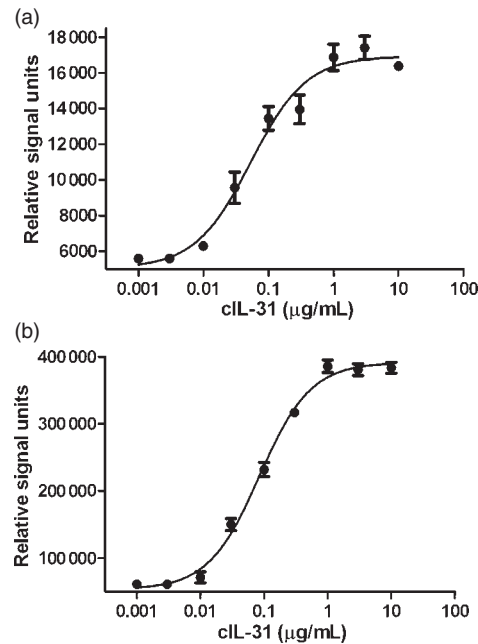 (a)
18 000
16 000
14 000
12 000
10 000
8000
6000
Relative signal units
0.001 0.01 0.1 1 10 100
cIL-31 (μg/mL)
(b)
400 000
300 000
200 000
100 000
Relative signal units
0.001 0.01 0.1 1 10 100
cIL-31 (μg/mL)